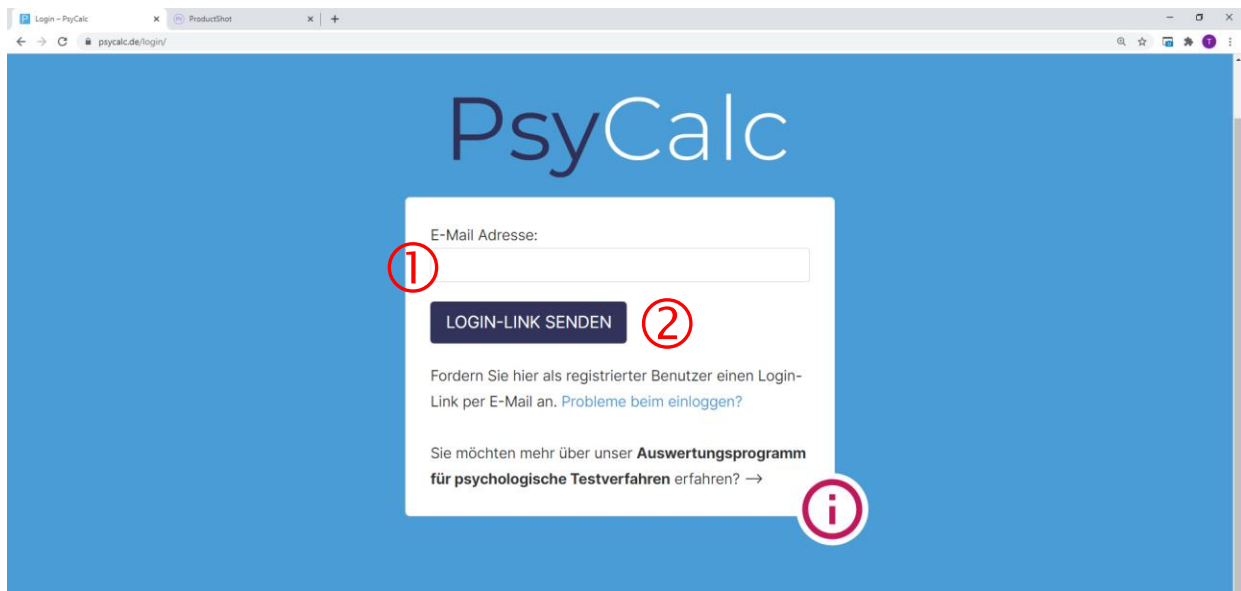 Login – PsyCalc
ProductShot
psycalc.de/login/
PsyCalc
E-Mail Adresse:
①
LOGIN-LINK SENDEN
②
Fordern Sie hier als registrierter Benutzer einen Login-
Link per E-Mail an. Probleme beim einloggen?
Sie möchten mehr über unser Auswertungsprogramm
für psychologische Testverfahren erfahren? →
i